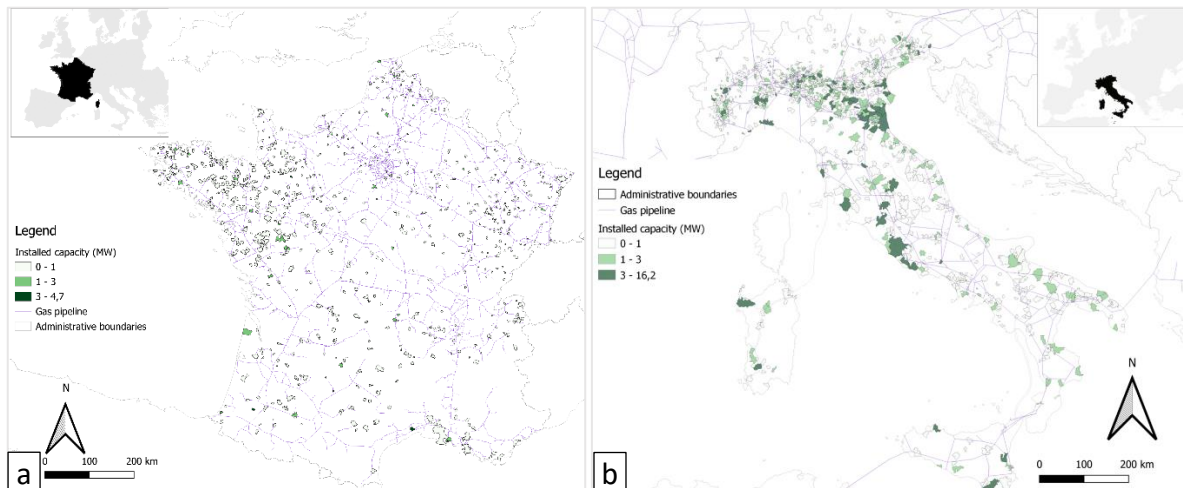 Legend
Installed capacity (MW)
0 - 1
1 - 3
3 - 4,7
Gas pipeline
Administrative boundaries
N
0 100 200 km
a
Legend
Administrative boundaries
Gas pipeline
Installed capacity (MW)
0 - 1
1 - 3
3 - 16,2
N
0 100 200 km
b